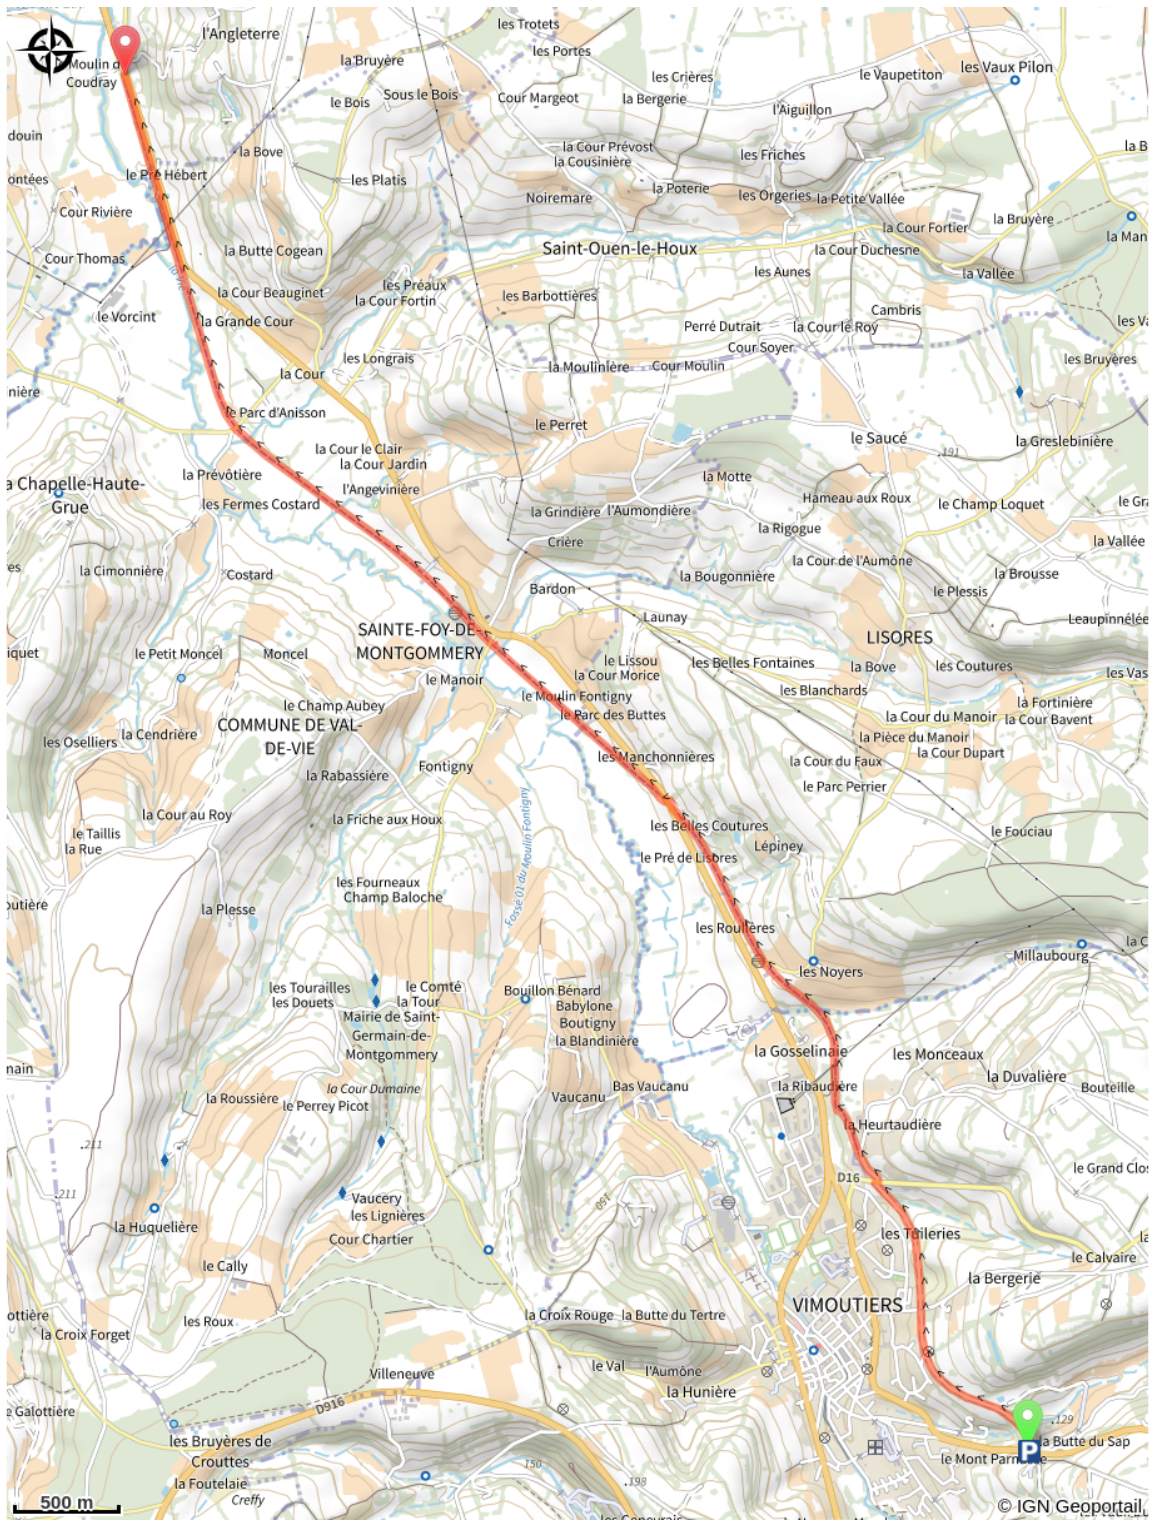 l'Angleterre
les Trotets
les Portes
la Bruyère
les Crières
le Vaupetiton
les Vaux Pilon
Coudray
le Bois
Sous le Bois
Cour Margeot
la Bergerie
l'Aiguillon
la Bove
la Cour Prévost
la Cousinière
les Friches
le Pré Hébert
les Platis
la Poterie
Noiremare
les Orgeries
la Petite Vallée
Cour Rivière
la Bruyère
la Cour Fortier
Cour Thomas
la Butte Cogean
Saint-Ouen-le-Houx
la Cour Duchesne
les Aunes
la Vallée
la Cour Beauginet
les Préaux
la Cour Fortin
les Barbottières
Cambris
le Vorcint
la Grande Cour
Perré Dutrait
la Cour le Roy
Cour Soyer
les Longrais
la Moulinière
Cour Moulin
les Bruyères
la Cour
le Parc d'Anisson
le Perret
le Saucé
la Greslebinière
191
la Cour le Clair
la Cour Jardin
la Prévôtière
l'Angevinière
la Motte
a Chapelle-Haute-
Grue
les Fermes Costard
la Grindière
l'Aumondière
Hameau aux Roux
le Champ Loquet
la Rigogue
Crière
la Vallée
la Cour de l'Aumône
la Cimonnière
Costard
la Bougonnière
la Brousse
Bardon
le Plessis
Launay
Leaupinnélée
SAINTE-FOY-DE-
MONTGOMMERY
LISORES
le Petit Moncel
Moncel
le Lissou
la Cour Morice
les Belles Fontaines
la Bove
les Coutures
le Manoir
le Moulin Fontigny
les Blanchards
la Fortinière
le Champ Aubey
le Parc des Buttes
la Cour du Manoir
la Cour Bavent
COMMUNE DE VAL-
DE-VIE
la Cendrière
les Oselliers
la Pièce du Manoir
la Cour Dupart
les Manchonnières
la Cour du Faux
la Rabassière
Fontigny
le Parc Perrier
la Cour au Roy
la Friche aux Houx
les Belles Coutures
le Fouciau
le Taillis
la Rue
Lépiney
le Pré de Lisores
Fossé 01 du Moulin Fontigny
les Fourneaux
Champ Baloche
la Plesse
les Roulières
Millaubourg
les Noyers
les Tourailles
les Douets
le Comté
la Tour
Bouillon Bénard
Babylone
Boutigny
la Blandinière
Mairie de Saint-
Germain-de-
Montgommery
la Gosselinaie
les Monceaux
la Duvalière
la Cour Dumaine
la Roussière
le Perrey Picot
Bas Vaucanu
Vaucanu
la Ribaudière
Bouteille
la Heurtaudière
211
D16
211
Vaucery
les Lignières
160
la Huquelière
Cour Chartier
les Tuileries
le Calvaire
le Cally
la Bergerie
VIMOUTIERS
la Croix Rouge
la Butte du Tertre
les Roux
la Croix Forget
le Val
l'Aumône
Villeneuve
la Hunière
D916
e Galottière
129
les Bruyères de
Crouttes
la Butte du Sap
P
la Foutelaie
150
198
Creffy
500 m
© IGN Geoportail